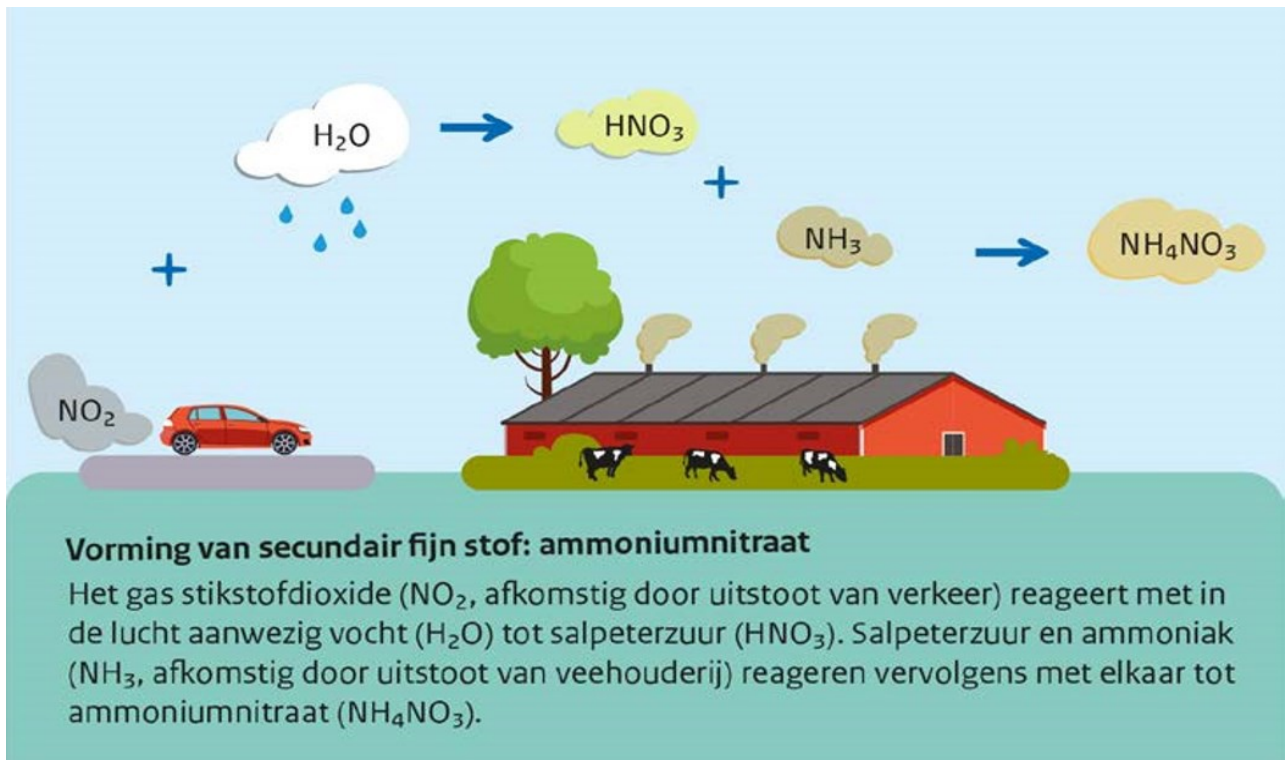 H₂O
HNO₃
+
NH₃
NH₄NO₃
+
NO₂
Vorming van secundair fijn stof: ammoniumnitraat
Het gas stikstofdioxide (NO₂, afkomstig door uitstoot van verkeer) reageert met in
de lucht aanwezig vocht (H₂O) tot salpeterzuur (HNO₃). Salpeterzuur en ammoniak
(NH₃, afkomstig door uitstoot van veehouderij) reageren vervolgens met elkaar tot
ammoniumnitraat (NH₄NO₃).